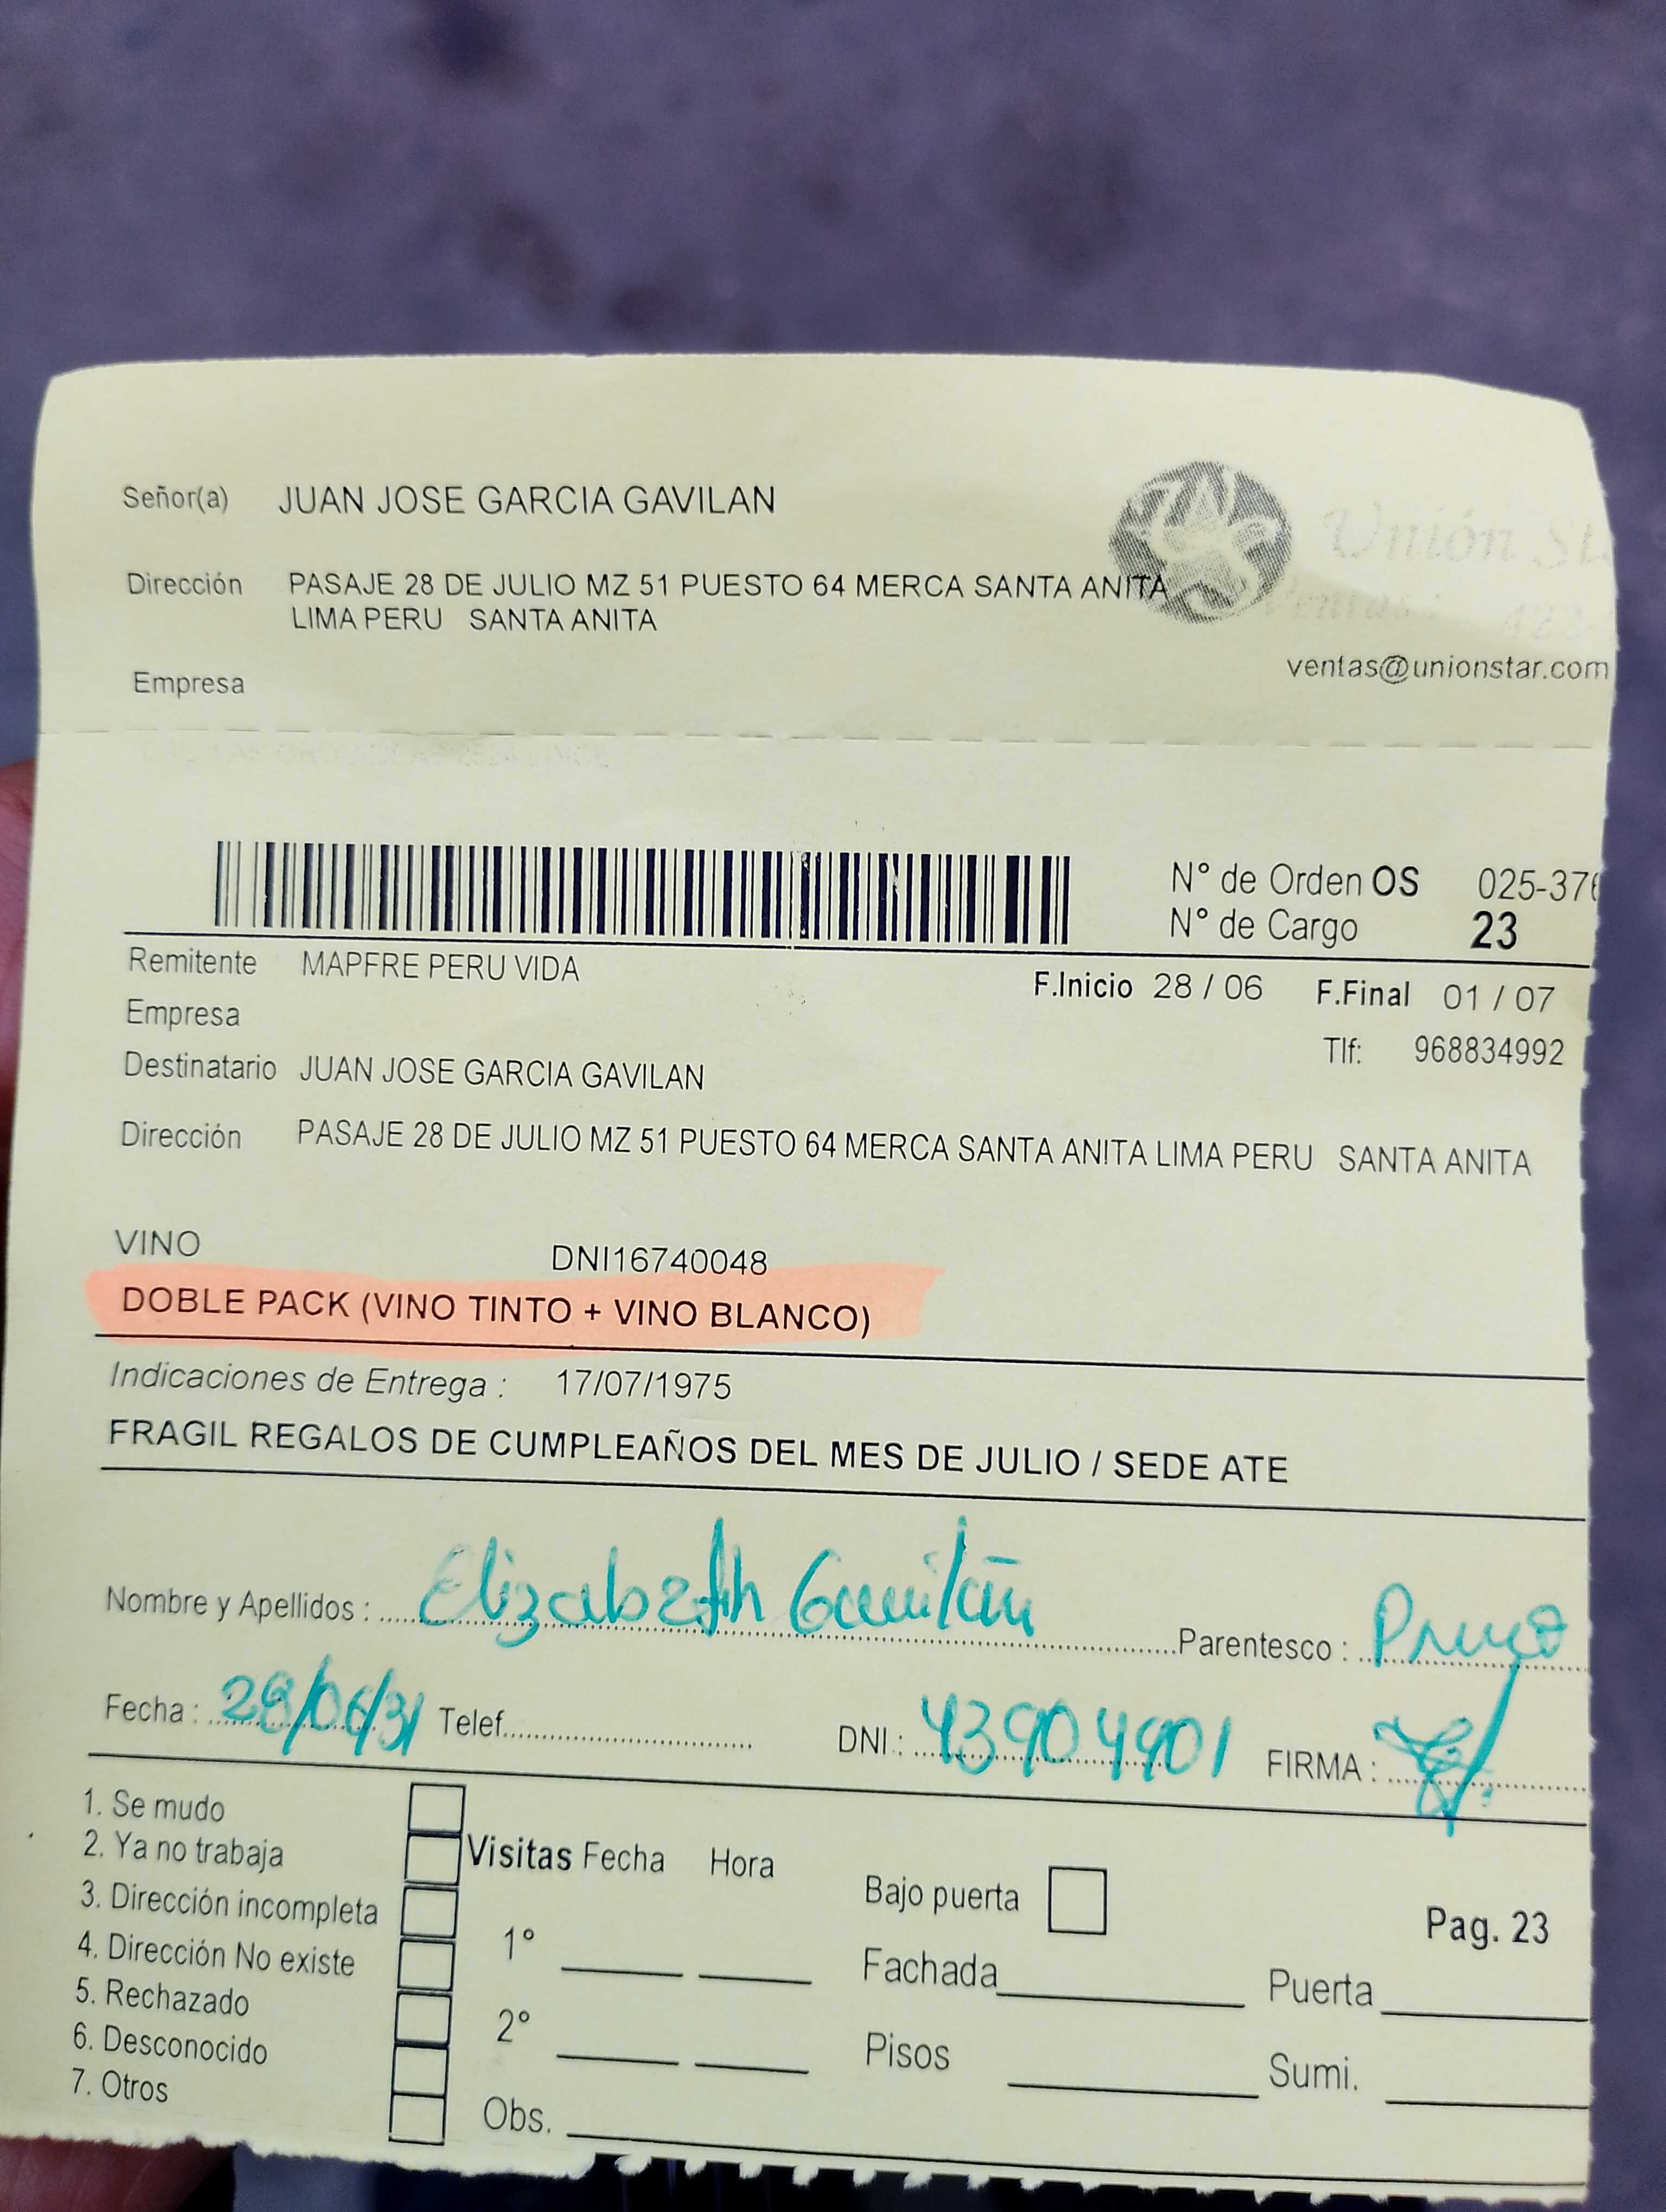 Señor(a) JUAN JOSE GARCIA GAVILAN
Unión St
Dirección PASAJE 28 DE JULIO MZ 51 PUESTO 64 MERCA SANTA ANITA
LIMA PERU SANTA ANITA
Ventas:
ventas@unionstar.com
Empresa
N° de Orden OS 025-376
N° de Cargo 23
Remitente MAPFRE PERU VIDA
F.Inicio 28 / 06 F.Final 01 / 07
Empresa
Tlf: 968834992
Destinatario JUAN JOSE GARCIA GAVILAN
Dirección PASAJE 28 DE JULIO MZ 51 PUESTO 64 MERCA SANTA ANITA LIMA PERU SANTA ANITA
VINO DNI16740048
DOBLE PACK (VINO TINTO + VINO BLANCO)
Indicaciones de Entrega : 17/07/1975
FRAGIL REGALOS DE CUMPLEAÑOS DEL MES DE JULIO / SEDE ATE
Nombre y Apellidos : Elizabeth Gavilán Parentesco :
Fecha : 28/06/31 Telef. DNI : 43904901 FIRMA :
1. Se mudo
2. Ya no trabaja
3. Dirección incompleta
4. Dirección No existe
5. Rechazado
6. Desconocido
7. Otros
Visitas Fecha Hora
1°
2°
Obs.
Bajo puerta
Fachada Puerta
Pisos Sumi.
Pag. 23